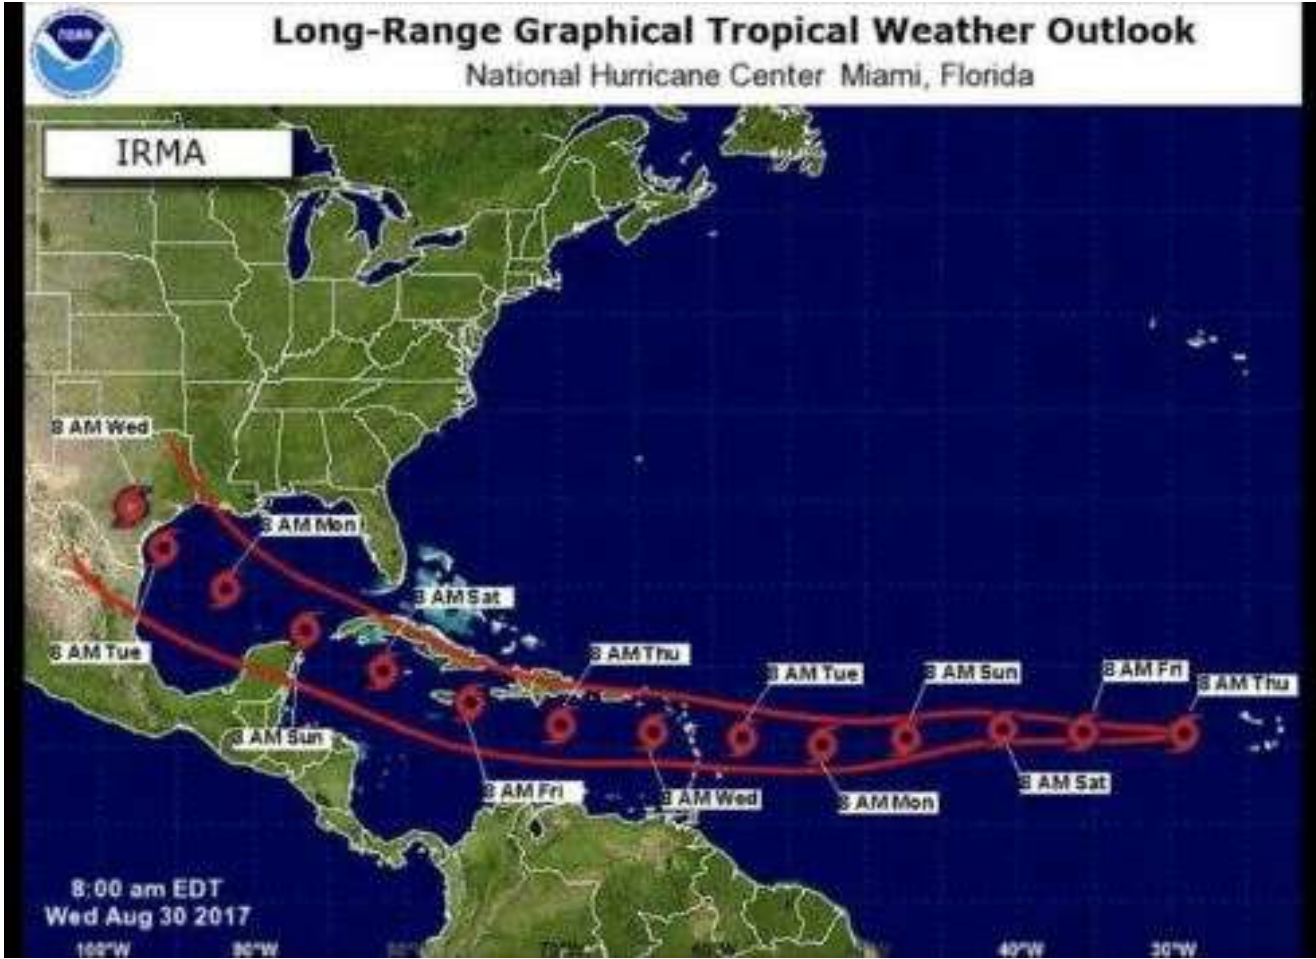 Long-Range Graphical Tropical Weather Outlook
National Hurricane Center Miami, Florida
IRMA
8 AM Wed
8 AM Mon
8 AM Sat
8 AM Tue
8 AM Thu
8 AM Tue
8 AM Sun
8 AM Fri
8 AM Thu
8 AM Sun
8 AM Fri
8 AM Wed
8 AM Mon
8 AM Sat
8:00 am EDT
Wed Aug 30 2017
100°W
90°W
40°W
30°W